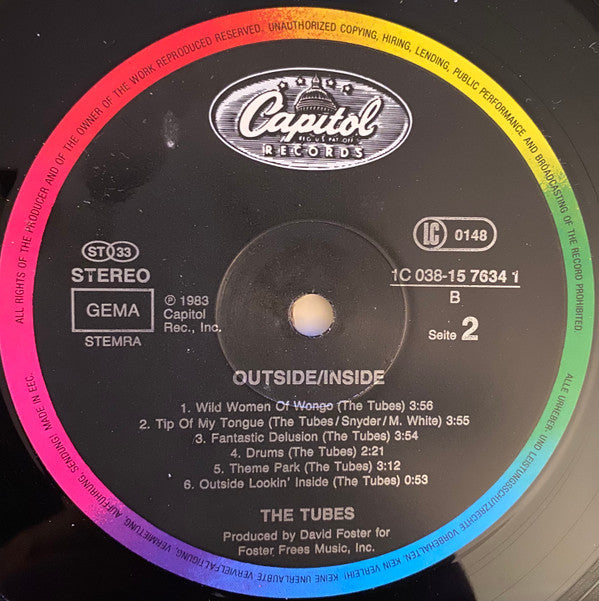 ALL RIGHTS OF THE PRODUCER AND OF THE OWNER OF THE WORK REPRODUCED RESERVED. UNAUTHORIZED COPYING, HIRING, LENDING, PUBLIC PERFORMANCE AND BROADCASTING OF THE RECORD PROHIBITED.
Capitol
REG. U.S. PAT. OFF.
RECORDS
ST 33
STEREO
GEMA
STEMRA
℗ 1983
Capitol
Rec., Inc.
LC 0148
1C 038-15 7634 1
B
Seite 2
OUTSIDE/INSIDE
1. Wild Women Of Wongo (The Tubes) 3:56
2. Tip Of My Tongue (The Tubes/Snyder/M. White) 3:55
3. Fantastic Delusion (The Tubes) 3:54
4. Drums (The Tubes) 2:21
5. Theme Park (The Tubes) 3:12
6. Outside Lookin' Inside (The Tubes) 0:53
THE TUBES
Produced by David Foster for
Foster Frees Music, Inc.
ALLE URHEBER- UND LEISTUNGSSCHUTZRECHTE VORBEHALTEN. KEIN VERLEIH! KEINE UNERLAUBTE VERVIELFÄLTIGUNG, VERMIETUNG, AUFFÜHRUNG, SENDUNG! MADE IN EEC.